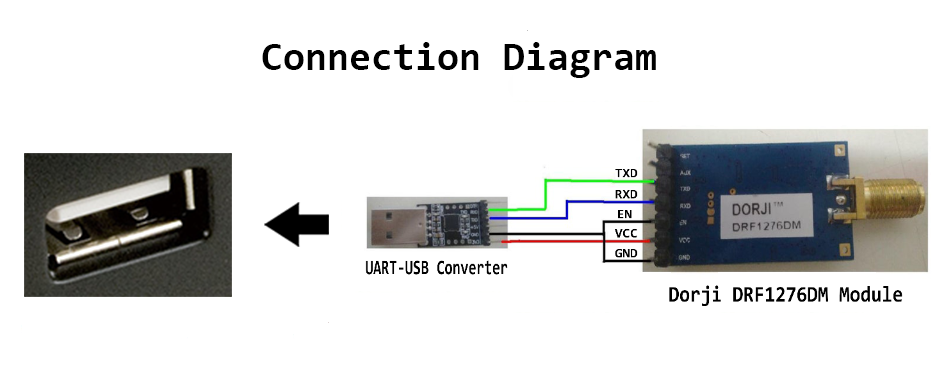 Connection Diagram
TXD
RXD
EN
VCC
GND
SET
AUX
TXD
RXD
EN
VCC
GND
DORJI™
DRF1276DM
UART-USB Converter
Dorji DRF1276DM Module